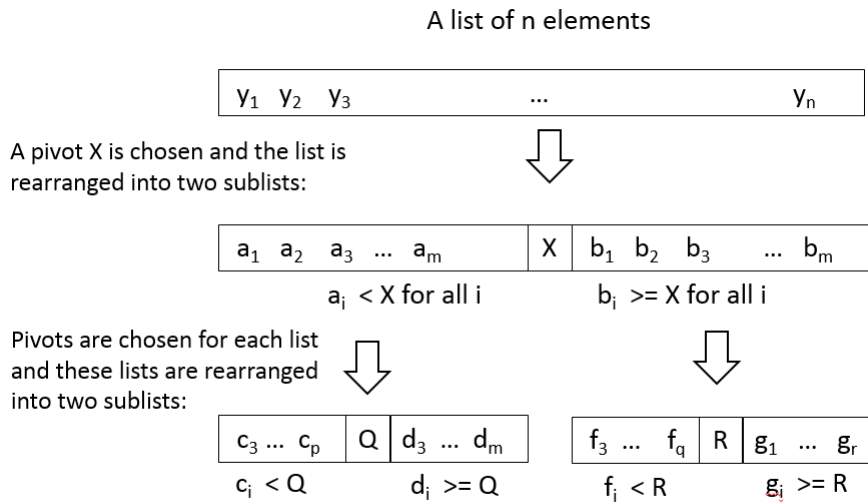 A list of n elements
y₁ y₂ y₃ ... yₙ
A pivot X is chosen and the list is
rearranged into two sublists:
a₁ a₂ a₃ ... aₘ X b₁ b₂ b₃ ... bₘ
aᵢ < X for all i bᵢ >= X for all i
Pivots are chosen for each list
and these lists are rearranged
into two sublists:
c₃ ... cₚ Q d₃ ... dₘ f₃ ... f_q R g₁ ... gᵣ
cᵢ < Q dᵢ >= Q fᵢ < R gᵢ >= R